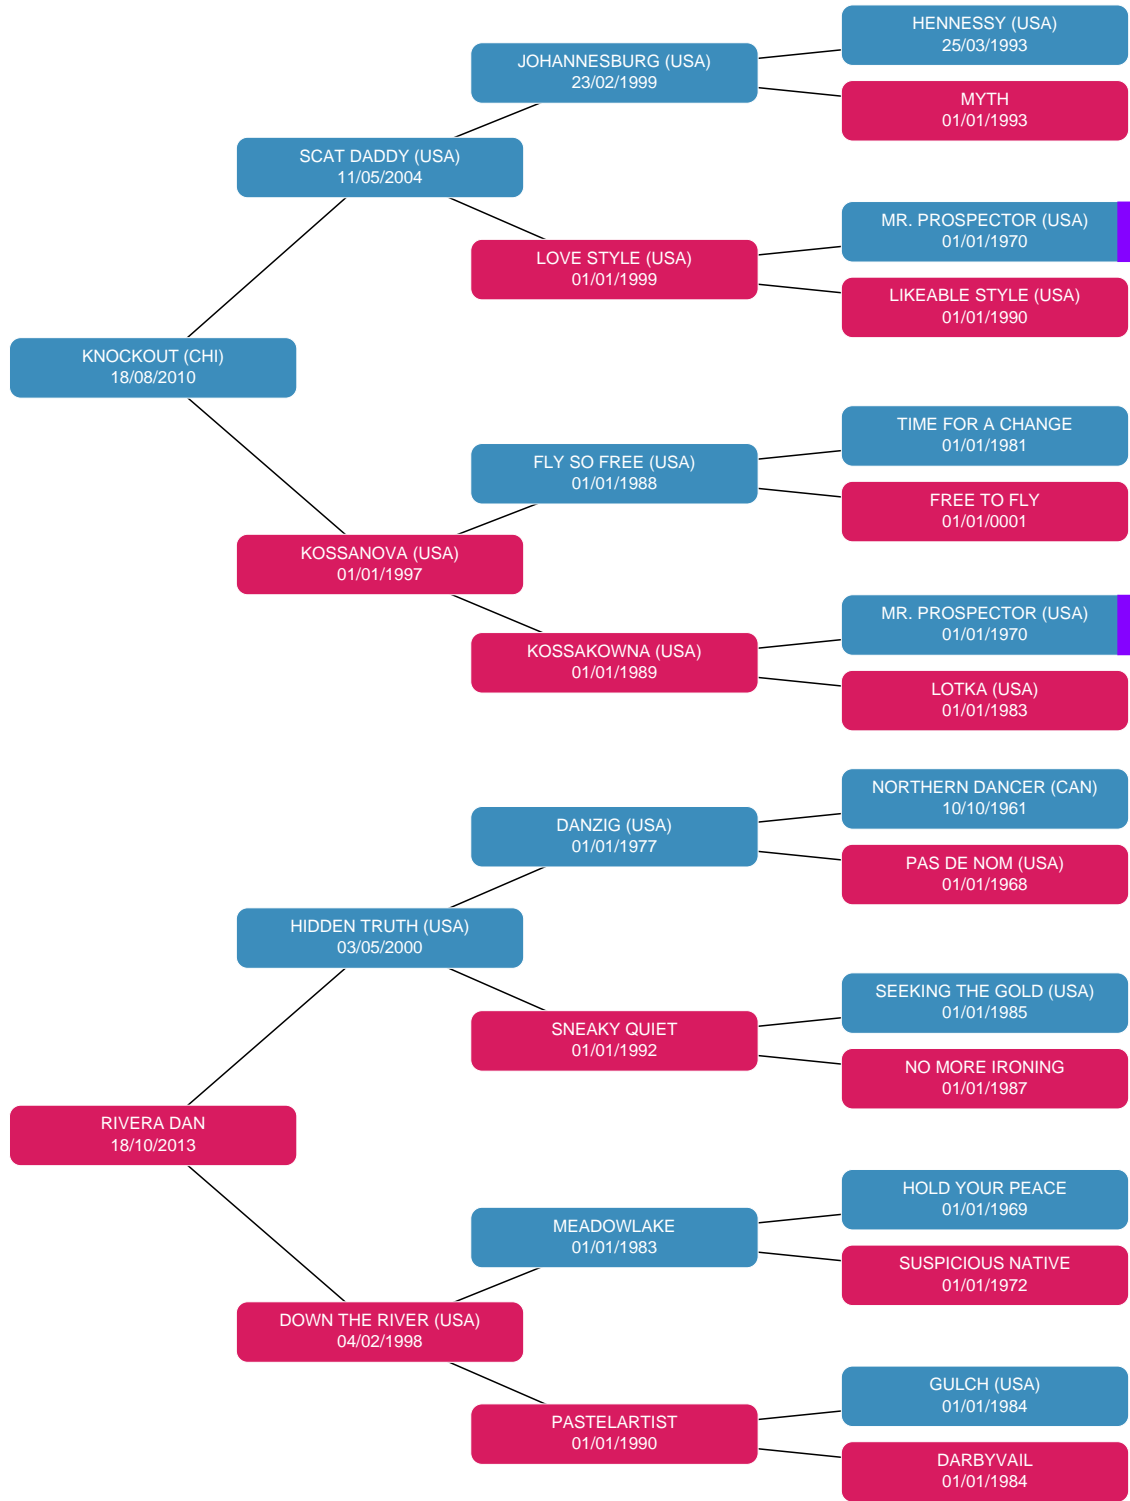 HENNESSY (USA)
25/03/1993
JOHANNESBURG (USA)
23/02/1999
MYTH
01/01/1993
SCAT DADDY (USA)
11/05/2004
MR. PROSPECTOR (USA)
01/01/1970
LOVE STYLE (USA)
01/01/1999
LIKEABLE STYLE (USA)
01/01/1990
KNOCKOUT (CHI)
18/08/2010
TIME FOR A CHANGE
01/01/1981
FLY SO FREE (USA)
01/01/1988
FREE TO FLY
01/01/0001
KOSSANOVA (USA)
01/01/1997
MR. PROSPECTOR (USA)
01/01/1970
KOSSAKOWNA (USA)
01/01/1989
LOTKA (USA)
01/01/1983
NORTHERN DANCER (CAN)
10/10/1961
DANZIG (USA)
01/01/1977
PAS DE NOM (USA)
01/01/1968
HIDDEN TRUTH (USA)
03/05/2000
SEEKING THE GOLD (USA)
01/01/1985
SNEAKY QUIET
01/01/1992
NO MORE IRONING
01/01/1987
RIVERA DAN
18/10/2013
HOLD YOUR PEACE
01/01/1969
MEADOWLAKE
01/01/1983
SUSPICIOUS NATIVE
01/01/1972
DOWN THE RIVER (USA)
04/02/1998
GULCH (USA)
01/01/1984
PASTELARTIST
01/01/1990
DARBYVAIL
01/01/1984